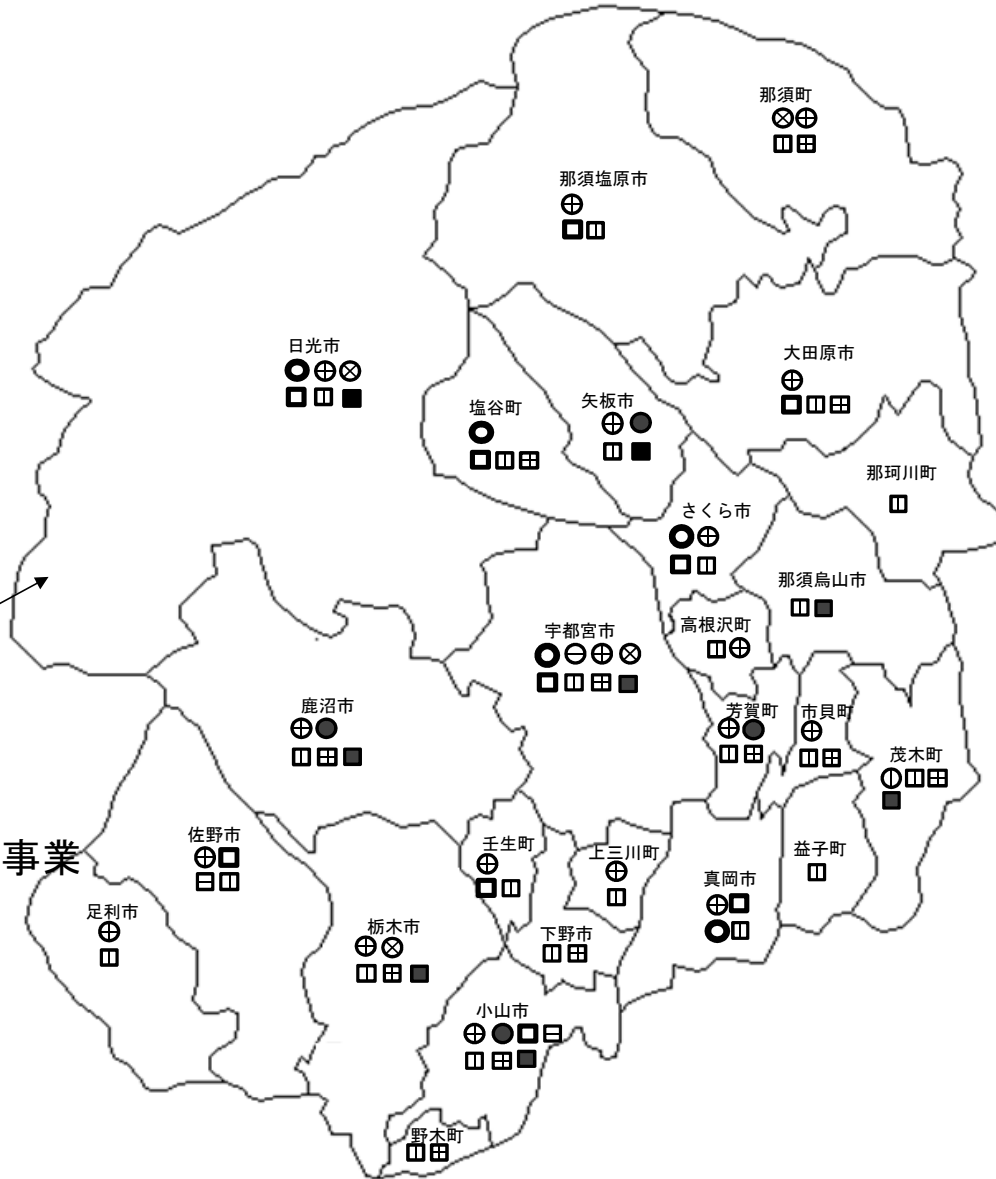 那須町
那須塩原市
日光市
大田原市
塩谷町
矢板市
那珂川町
さくら市
那須烏山市
高根沢町
宇都宮市
鹿沼市
芳賀町
市貝町
茂木町
佐野市
事業
壬生町
上三川町
益子町
真岡市
足利市
栃木市
下野市
小山市
野木町